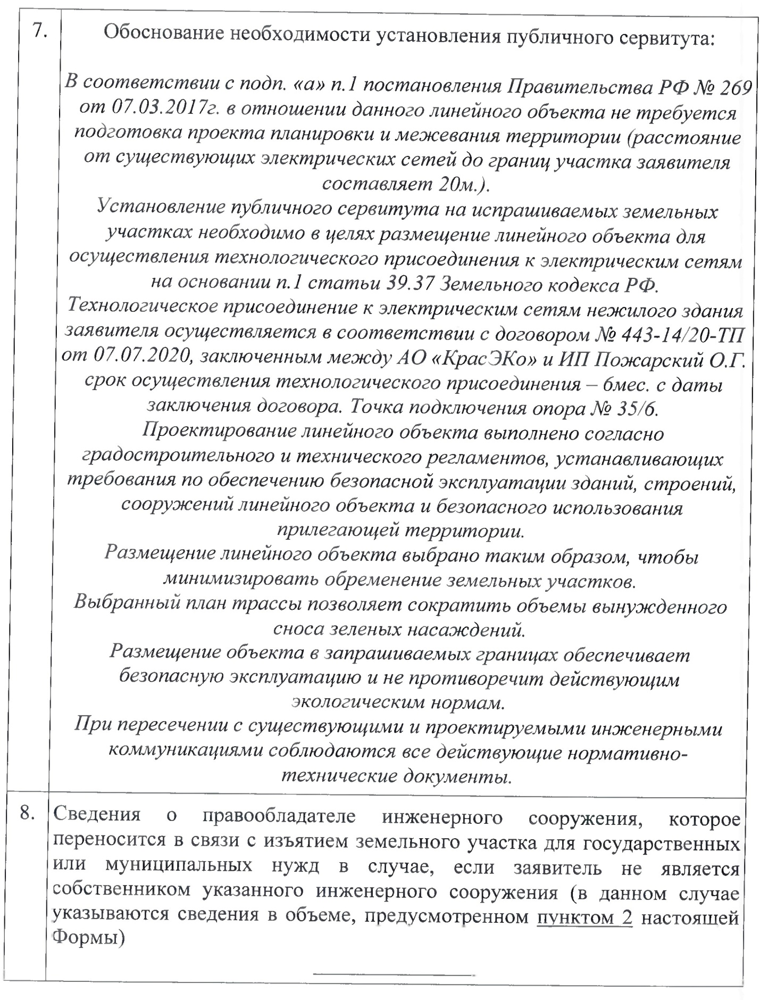 7. Обоснование необходимости установления публичного сервитута:
В соответствии с подп. «а» п.1 постановления Правительства РФ № 269
от 07.03.2017г. в отношении данного линейного объекта не требуется
подготовка проекта планировки и межевания территории (расстояние
от существующих электрических сетей до границ участка заявителя
составляет 20м.).
Установление публичного сервитута на испрашиваемых земельных
участках необходимо в целях размещение линейного объекта для
осуществления технологического присоединения к электрическим сетям
на основании п.1 статьи 39.37 Земельного кодекса РФ.
Технологическое присоединение к электрическим сетям нежилого здания
заявителя осуществляется в соответствии с договором № 443-14/20-ТП
от 07.07.2020, заключенным между АО «КрасЭКо» и ИП Пожарский О.Г.
срок осуществления технологического присоединения – 6мес. с даты
заключения договора. Точка подключения опора № 35/6.
Проектирование линейного объекта выполнено согласно
градостроительного и технического регламентов, устанавливающих
требования по обеспечению безопасной эксплуатации зданий, строений,
сооружений линейного объекта и безопасного использования
прилегающей территории.
Размещение линейного объекта выбрано таким образом, чтобы
минимизировать обременение земельных участков.
Выбранный план трассы позволяет сократить объемы вынужденного
сноса зеленых насаждений.
Размещение объекта в запрашиваемых границах обеспечивает
безопасную эксплуатацию и не противоречит действующим
экологическим нормам.
При пересечении с существующими и проектируемыми инженерными
коммуникациями соблюдаются все действующие нормативно-
технические документы.
8. Сведения о правообладателе инженерного сооружения, которое
переносится в связи с изъятием земельного участка для государственных
или муниципальных нужд в случае, если заявитель не является
собственником указанного инженерного сооружения (в данном случае
указываются сведения в объеме, предусмотренном пунктом 2 настоящей
Формы)